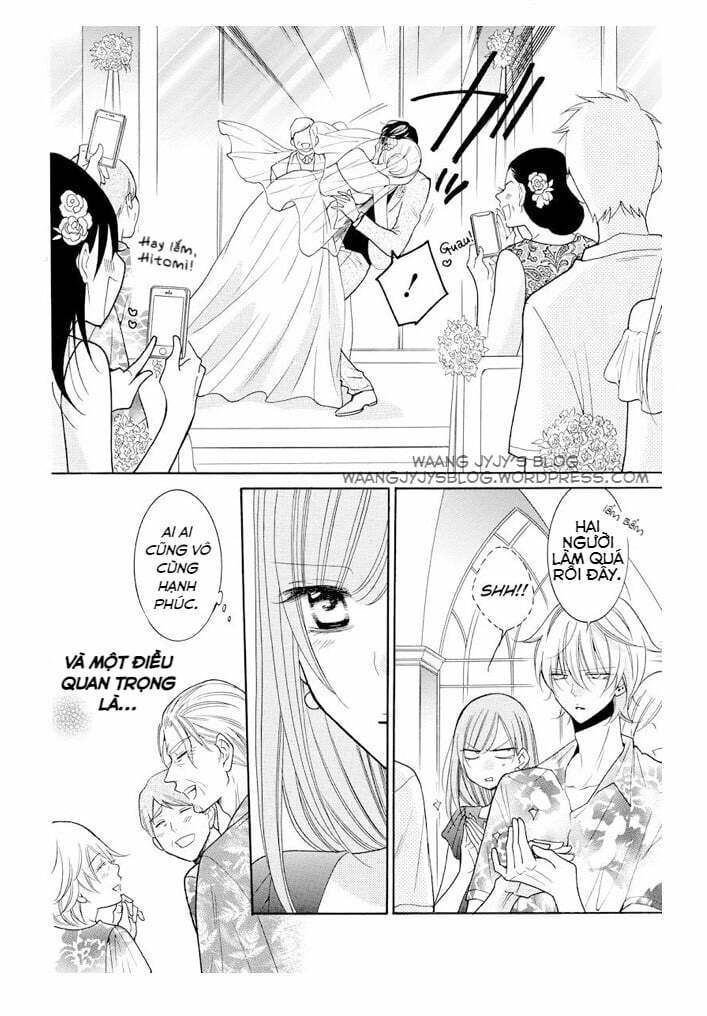 Hay lắm,
Hitomi!
Guau!
!
WAANG JYJY'S BLOG
WAANGJYJYSBLOG.WORDPRESS.COM
lẩm bẩm
HAI
NGƯỜI
LÀM QUÁ
RỒI ĐẤY.
SHH!!
AI AI
CŨNG VÔ
CÙNG
HẠNH
PHÚC.
VÀ MỘT ĐIỀU
QUAN TRỌNG
LÀ...